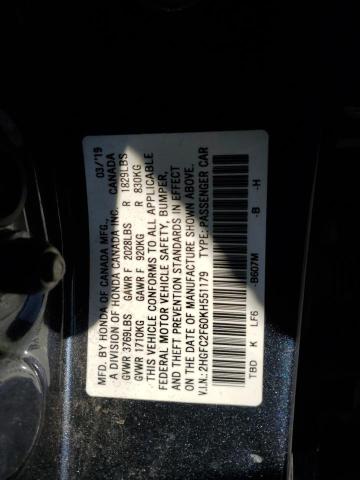 MFD. BY HONDA OF CANADA MFG., 03/'19
A DIVISION OF HONDA CANADA INC. CANADA
GVWR 3769LBS GAWR F 2028LBS R 1829LBS
GVWR 1710KG GAWR F 920KG R 830KG
THIS VEHICLE CONFORMS TO ALL APPLICABLE
FEDERAL MOTOR VEHICLE SAFETY, BUMPER,
AND THEFT PREVENTION STANDARDS IN EFFECT
ON THE DATE OF MANUFACTURE SHOWN ABOVE.
V.I.N.: 2HGFC2F60KH551179 TYPE: PASSENGER CAR
TBD K LF6 -B607M -B -H